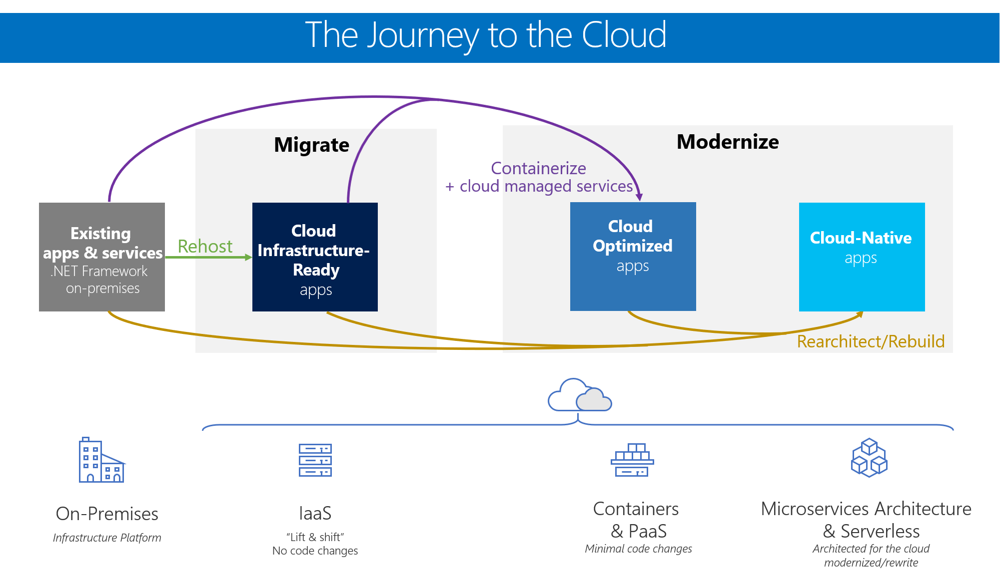 The Journey to the Cloud
Migrate
Modernize
Containerize
+ cloud managed services
Existing
apps & services
.NET Framework
on-premises
Rehost
Cloud
Infrastructure-
Ready
apps
Cloud
Optimized
apps
Cloud-Native
apps
Rearchitect/Rebuild
On-Premises
Infrastructure Platform
IaaS
“Lift & shift”
No code changes
Containers
& PaaS
Minimal code changes
Microservices Architecture
& Serverless
Architected for the cloud
modernized/rewrite